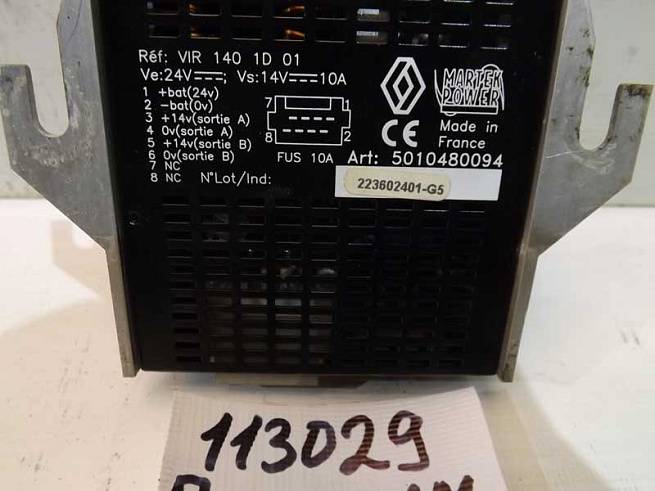 Réf: VIR 140 1D 01
Ve:24V⎓; Vs:14V⎓10A
1 +bat(24v)
2 -bat(0v)
3 +14v(sortie A)
4 0v(sortie A)
5 +14v(sortie B)
6 0v(sortie B)
7 NC
8 NC N°Lot/Ind:
7 1
8 2
FUS 10A
MARTEK
POWER
CE
Made in
France
Art: 5010480094
223602401-G5
113029